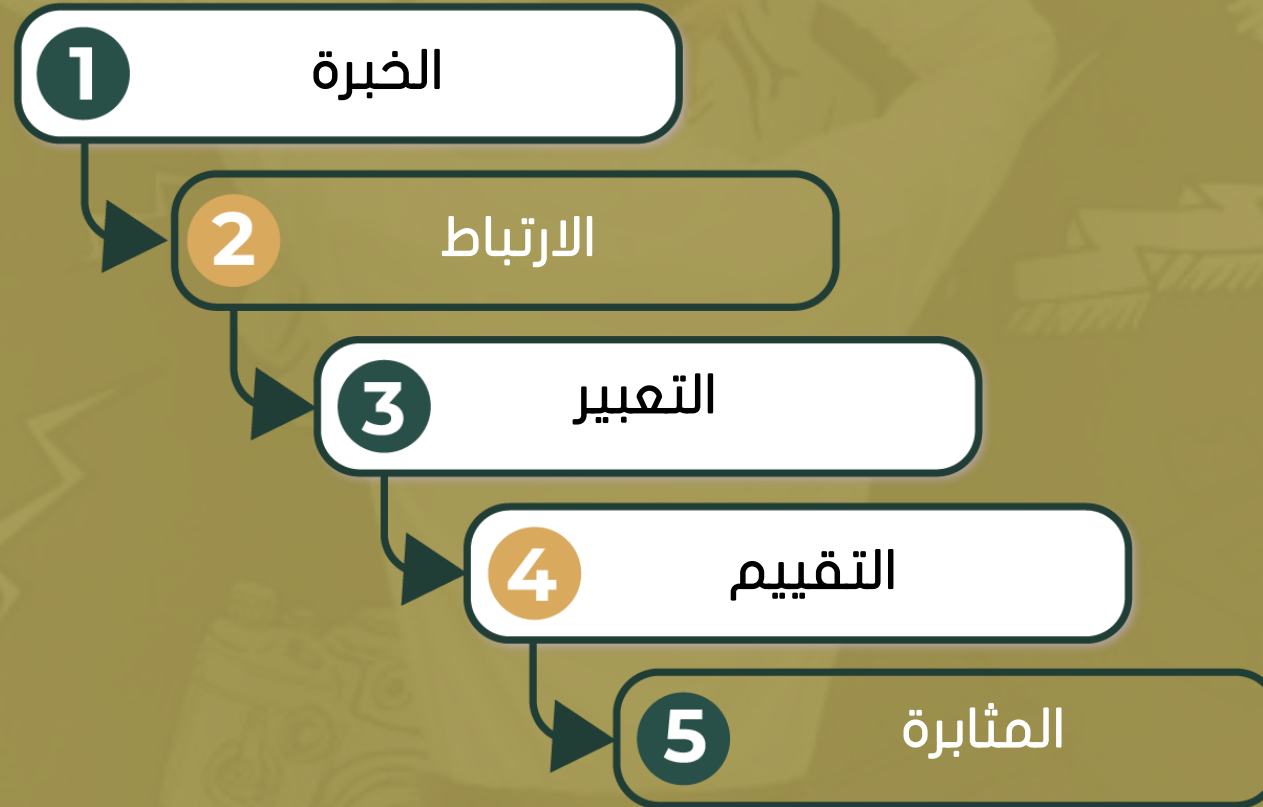 1 الخبرة
2 الارتباط
3 التعبير
4 التقييم
5 المثابرة